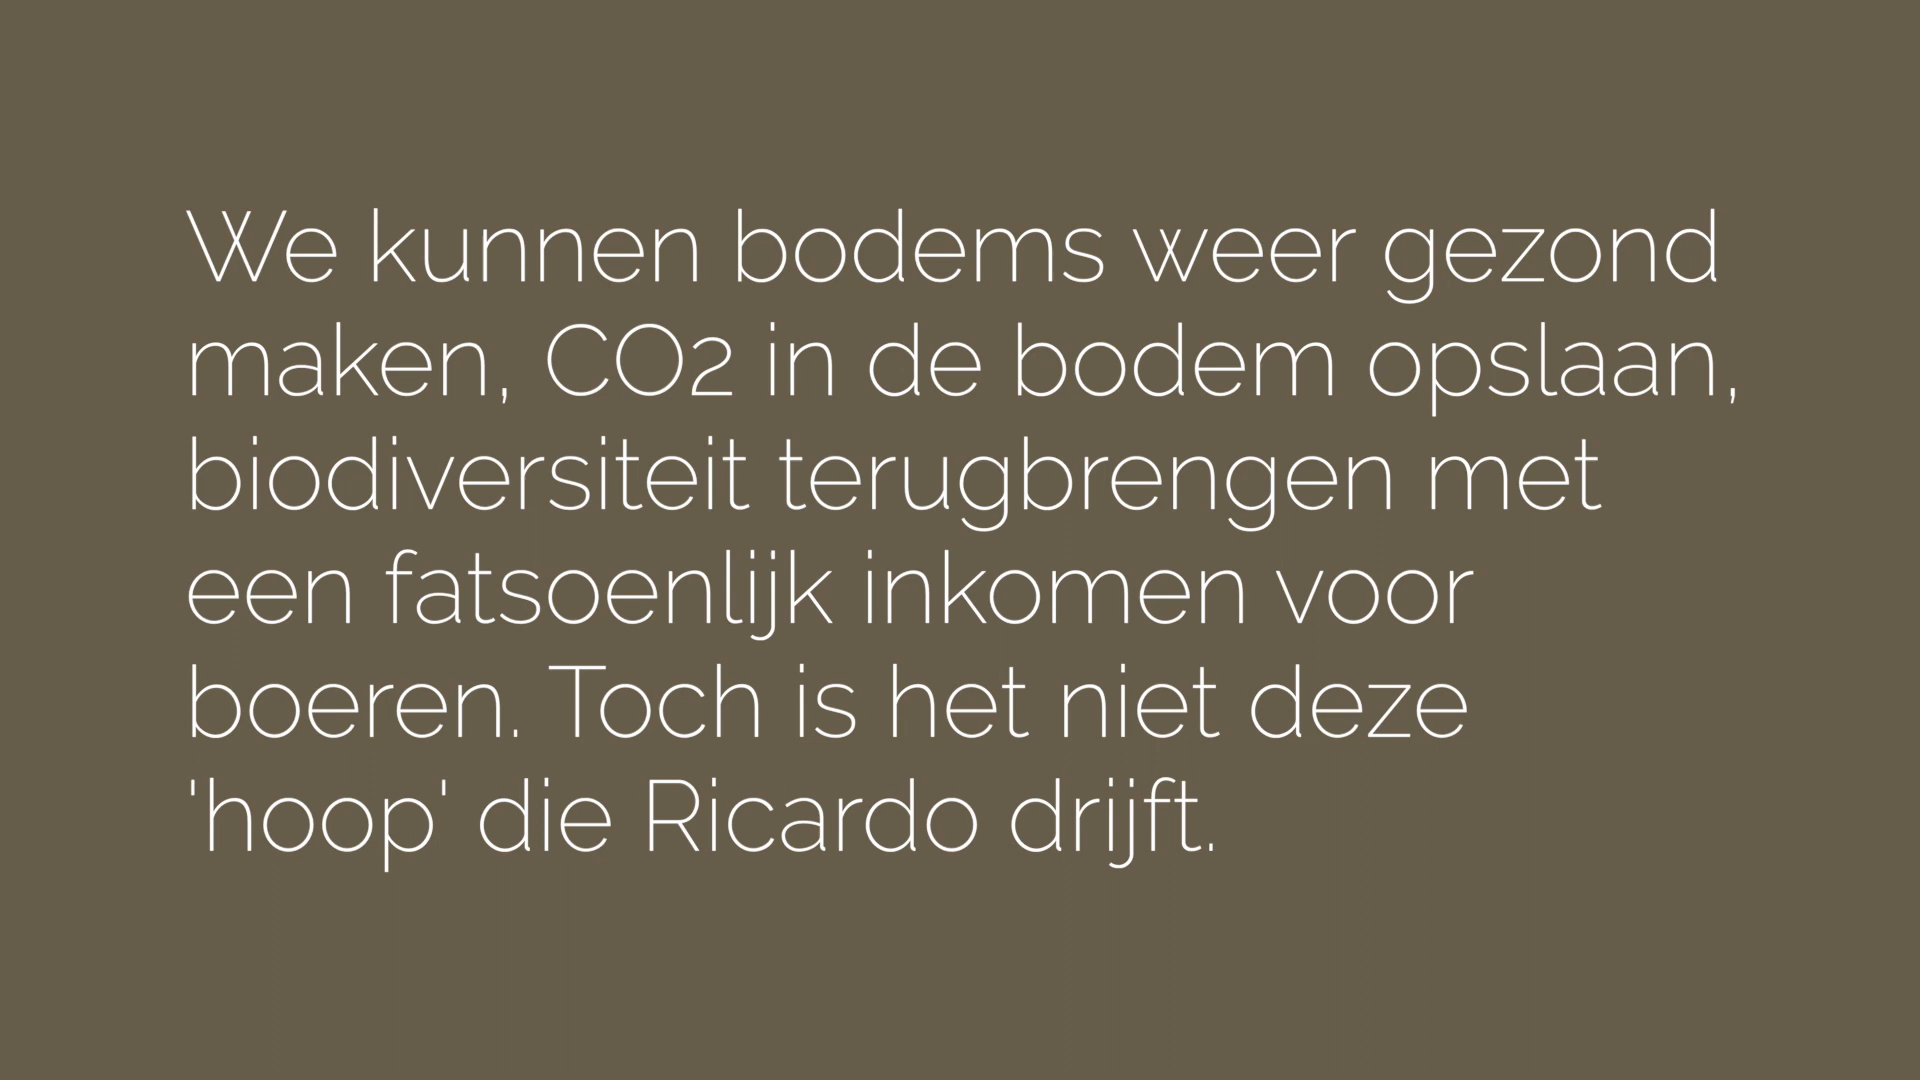 We kunnen bodems weer gezond
maken, CO2 in de bodem opslaan,
biodiversiteit terugbrengen met
een fatsoenlijk inkomen voor
boeren. Toch is het niet deze
'hoop' die Ricardo drijft.